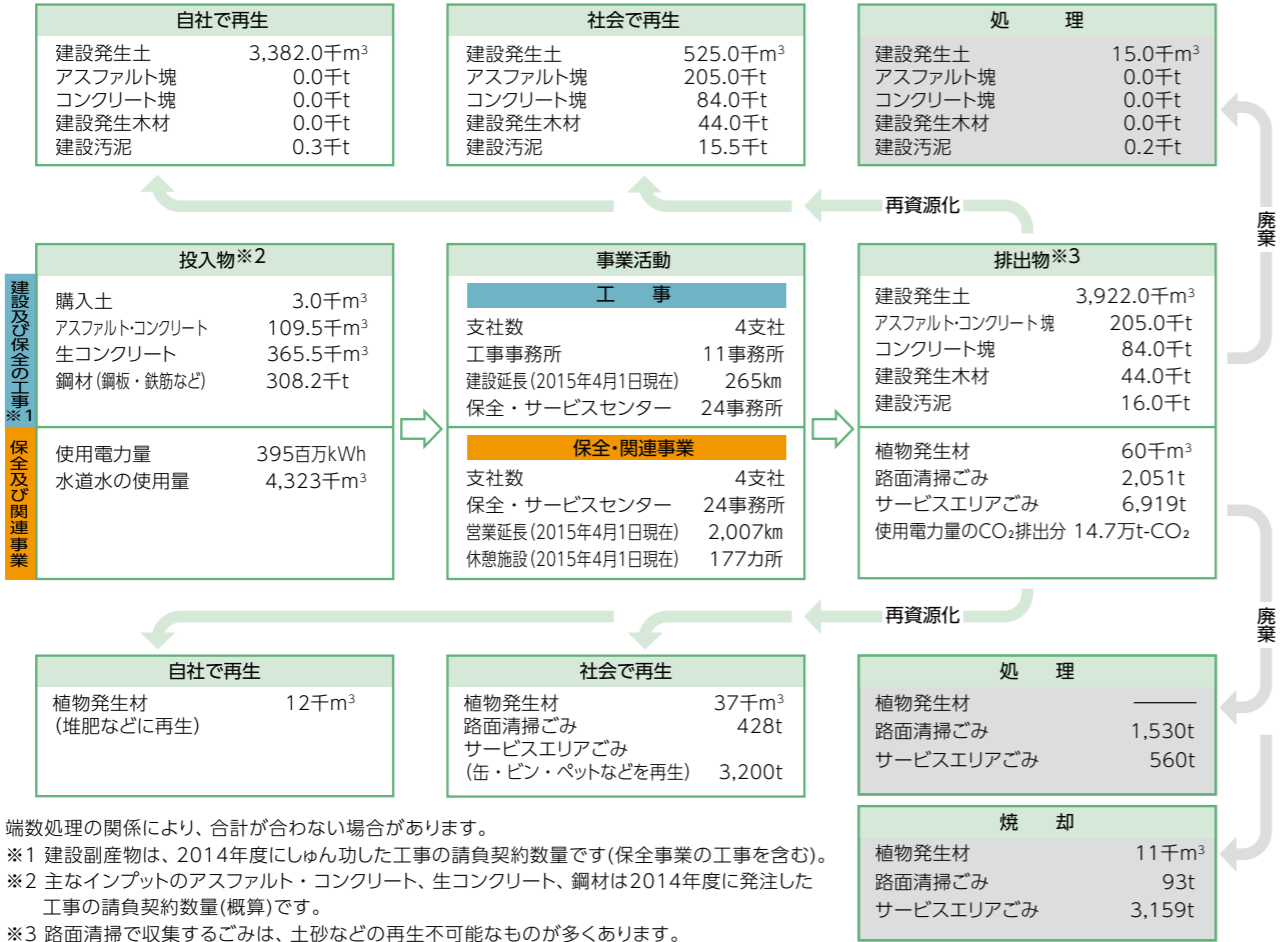 自社で再生
建設発生土 3,382.0千m³
アスファルト塊 0.0千t
コンクリート塊 0.0千t
建設発生木材 0.0千t
建設汚泥 0.3千t
社会で再生
建設発生土 525.0千m³
アスファルト塊 205.0千t
コンクリート塊 84.0千t
建設発生木材 44.0千t
建設汚泥 15.5千t
処 理
建設発生土 15.0千m³
アスファルト塊 0.0千t
コンクリート塊 0.0千t
建設発生木材 0.0千t
建設汚泥 0.2千t
再資源化
廃棄
建設及び保全の工事※1
投入物※2
購入土 3.0千m³
アスファルト・コンクリート 109.5千m³
生コンクリート 365.5千m³
鋼材(鋼板・鉄筋など) 308.2千t
保全及び関連事業
使用電力量 395百万kWh
水道水の使用量 4,323千m³
事業活動
工 事
支社数 4支社
工事事務所 11事務所
建設延長(2015年4月1日現在) 265km
保全・サービスセンター 24事務所
保全・関連事業
支社数 4支社
保全・サービスセンター 24事務所
営業延長(2015年4月1日現在) 2,007km
休憩施設(2015年4月1日現在) 177カ所
排出物※3
建設発生土 3,922.0千m³
アスファルト・コンクリート塊 205.0千t
コンクリート塊 84.0千t
建設発生木材 44.0千t
建設汚泥 16.0千t
植物発生材 60千m³
路面清掃ごみ 2,051t
サービスエリアごみ 6,919t
使用電力量のCO₂排出分 14.7万t-CO₂
再資源化
廃棄
自社で再生
植物発生材 12千m³
(堆肥などに再生)
社会で再生
植物発生材 37千m³
路面清掃ごみ 428t
サービスエリアごみ
(缶・ビン・ペットなどを再生) 3,200t
処 理
植物発生材 ———
路面清掃ごみ 1,530t
サービスエリアごみ 560t
焼 却
植物発生材 11千m³
路面清掃ごみ 93t
サービスエリアごみ 3,159t
端数処理の関係により、合計が合わない場合があります。
※1 建設副産物は、2014年度にしゅん功した工事の請負契約数量です(保全事業の工事を含む)。
※2 主なインプットのアスファルト・コンクリート、生コンクリート、鋼材は2014年度に発注した
工事の請負契約数量(概算)です。
※3 路面清掃で収集するごみは、土砂などの再生不可能なものが多くあります。